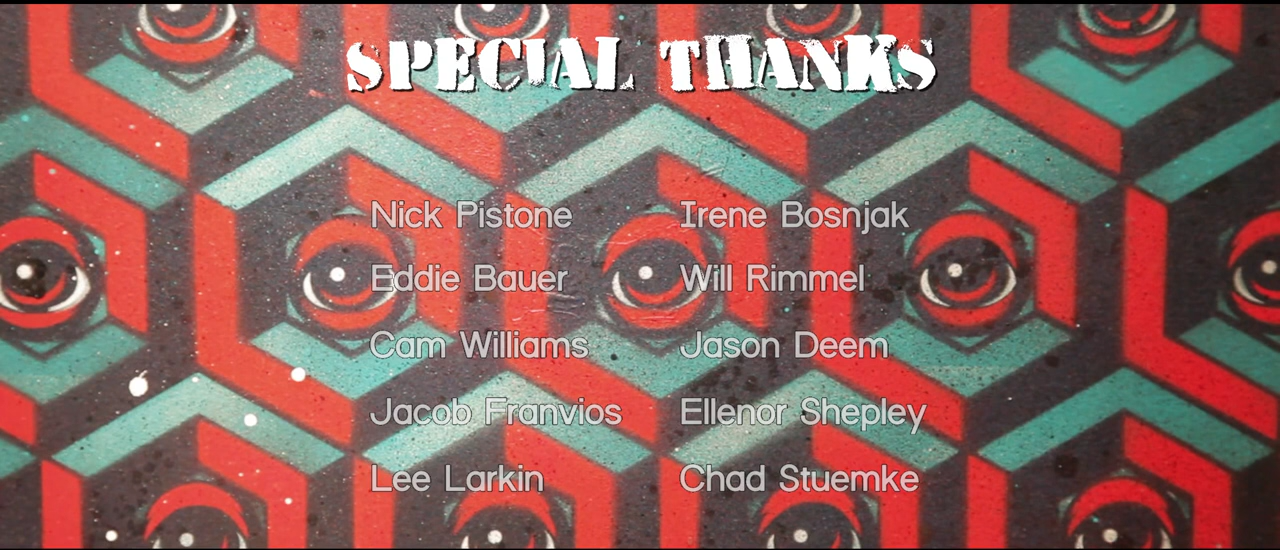 SPECIAL THANKS
Nick Pistone
Irene Bosnjak
Eddie Bauer
Will Rimmel
Cam Williams
Jason Deem
Jacob Franvios
Ellenor Shepley
Lee Larkin
Chad Stuemke